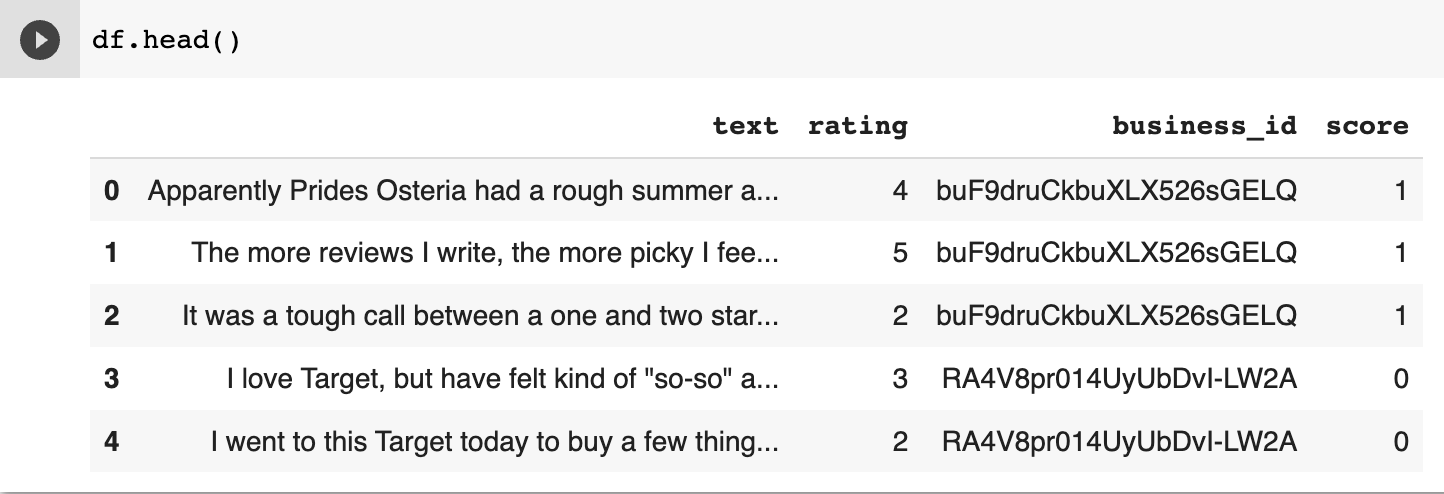 df.head()
text rating business_id score
0 Apparently Prides Osteria had a rough summer a... 4 buF9druCkbuXLX526sGELQ 1
1 The more reviews I write, the more picky I fee... 5 buF9druCkbuXLX526sGELQ 1
2 It was a tough call between a one and two star... 2 buF9druCkbuXLX526sGELQ 1
3 I love Target, but have felt kind of "so-so" a... 3 RA4V8pr014UyUbDvI-LW2A 0
4 I went to this Target today to buy a few thing... 2 RA4V8pr014UyUbDvI-LW2A 0